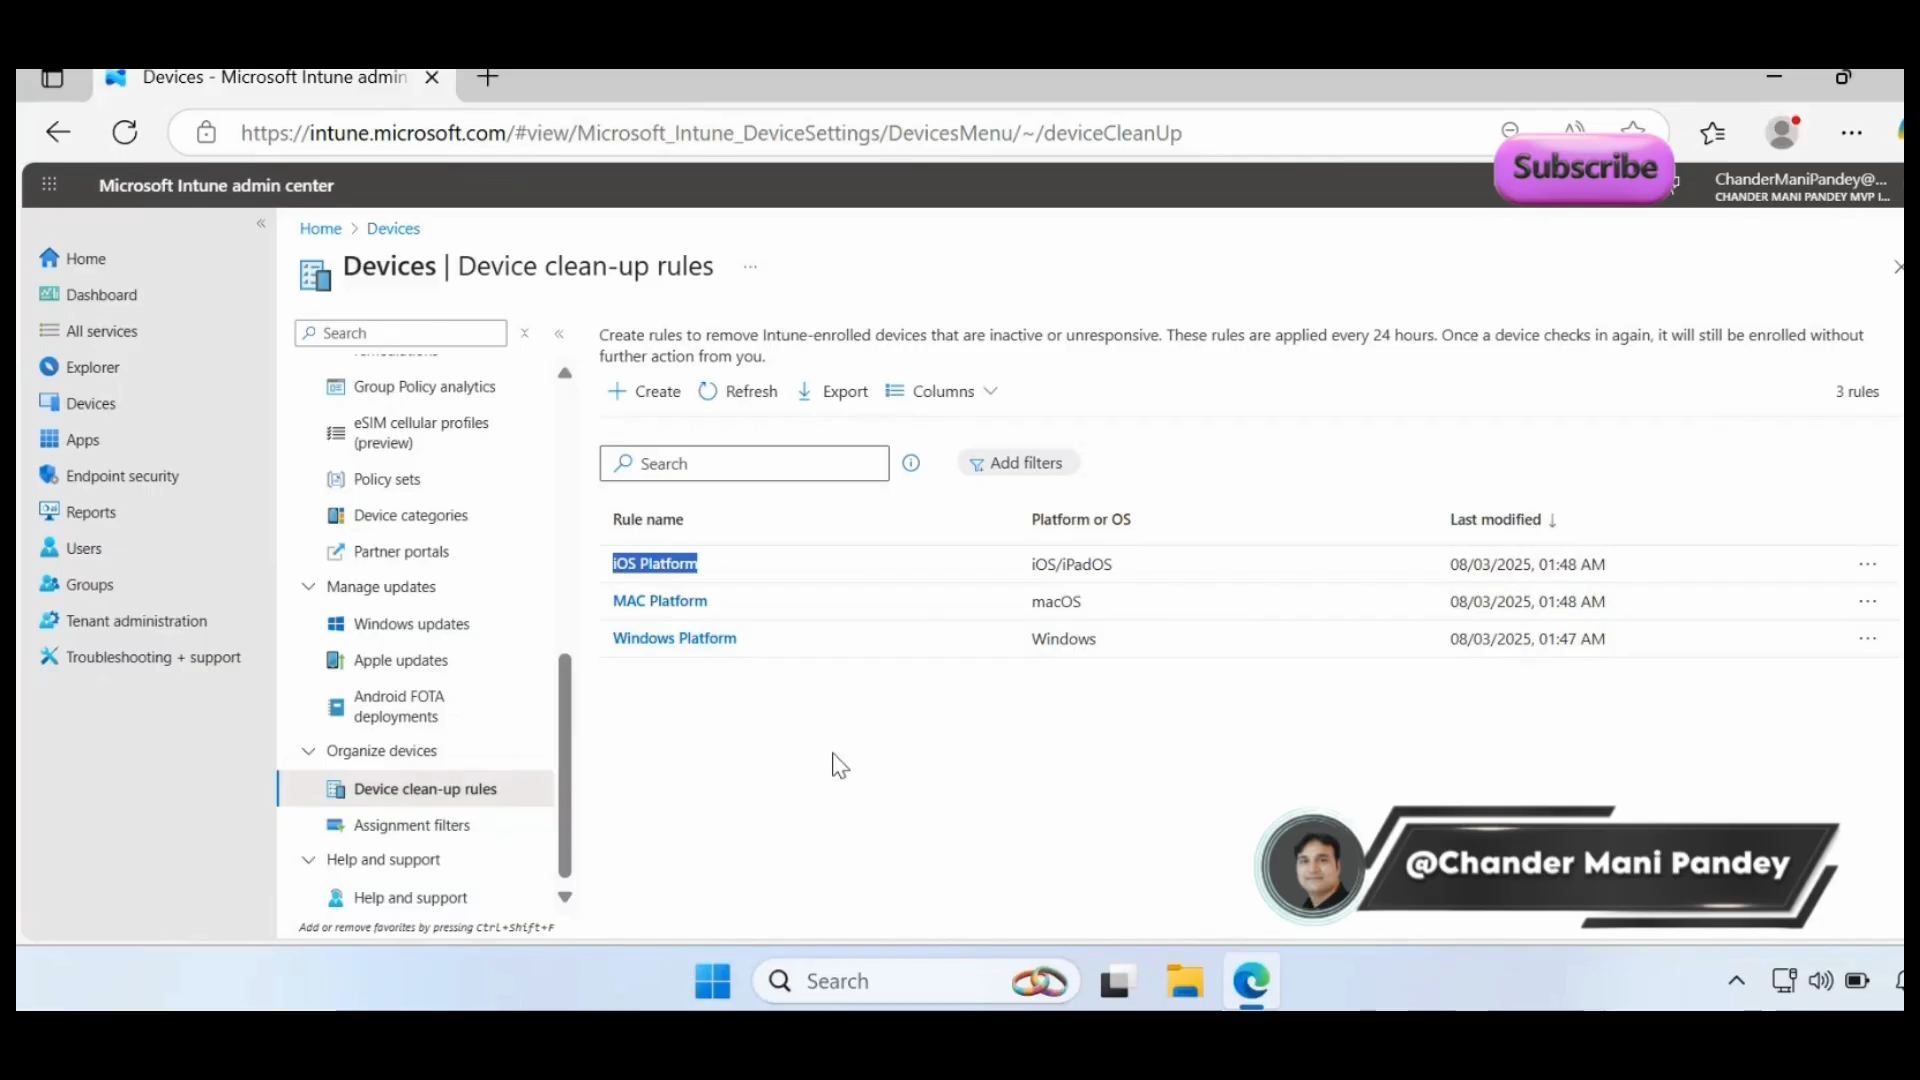 Devices - Microsoft Intune admin
https://intune.microsoft.com/#view/Microsoft_Intune_DeviceSettings/DevicesMenu/~/deviceCleanUp
Subscribe
Microsoft Intune admin center
ChanderManiPandey@...
CHANDER MANI PANDEY MVP I...
Home > Devices
Devices | Device clean-up rules ...
Home
Dashboard
All services
Explorer
Devices
Apps
Endpoint security
Reports
Users
Groups
Tenant administration
Troubleshooting + support
Search
Group Policy analytics
eSIM cellular profiles
(preview)
Policy sets
Device categories
Partner portals
Manage updates
Windows updates
Apple updates
Android FOTA
deployments
Organize devices
Device clean-up rules
Assignment filters
Help and support
Help and support
Add or remove favorites by pressing Ctrl+Shift+F
Create rules to remove Intune-enrolled devices that are inactive or unresponsive. These rules are applied every 24 hours. Once a device checks in again, it will still be enrolled without
further action from you.
Create Refresh Export Columns 3 rules
Search Add filters
Rule name Platform or OS Last modified ↓
iOS Platform iOS/iPadOS 08/03/2025, 01:48 AM ...
MAC Platform macOS 08/03/2025, 01:48 AM ...
Windows Platform Windows 08/03/2025, 01:47 AM ...
@Chander Mani Pandey
Search